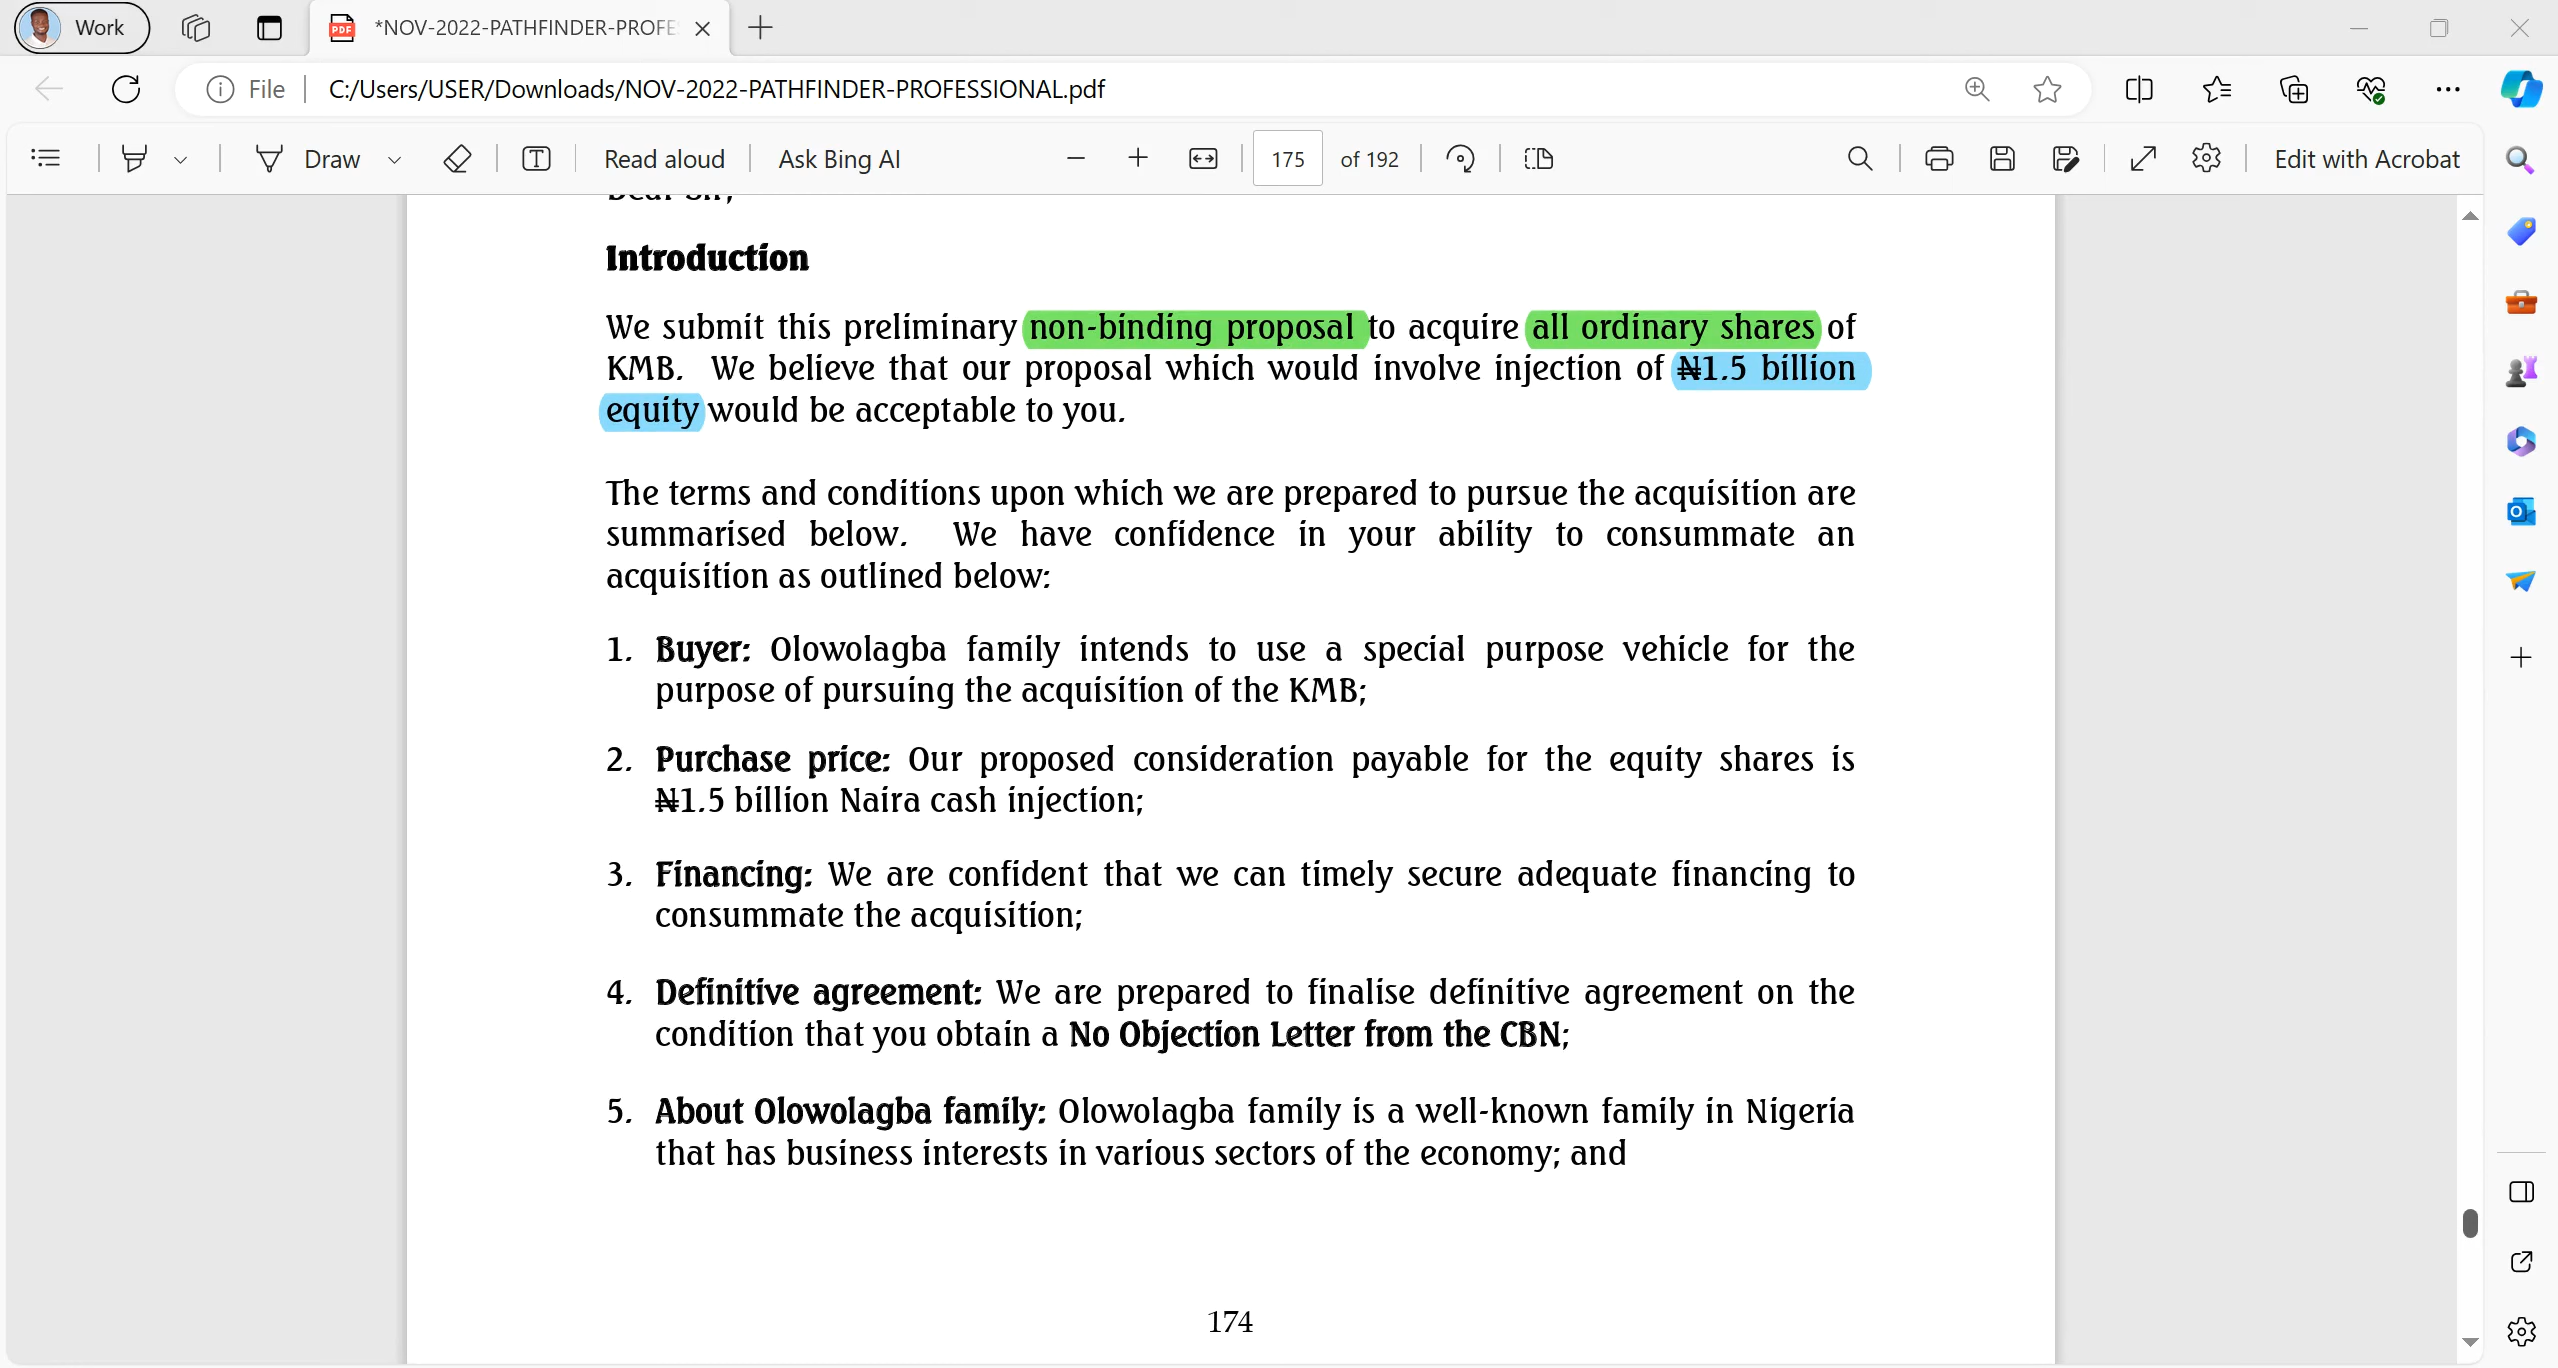 Work
*NOV-2022-PATHFINDER-PROFE
File
C:/Users/USER/Downloads/NOV-2022-PATHFINDER-PROFESSIONAL.pdf
Draw
Read aloud
Ask Bing AI
175 of 192
Edit with Acrobat
Dear Sir,
Introduction
We submit this preliminary non-binding proposal to acquire all ordinary shares of
KMB. We believe that our proposal which would involve injection of ₦1.5 billion
equity would be acceptable to you.
The terms and conditions upon which we are prepared to pursue the acquisition are
summarised below. We have confidence in your ability to consummate an
acquisition as outlined below:
1. Buyer: Olowolagba family intends to use a special purpose vehicle for the
purpose of pursuing the acquisition of the KMB;
2. Purchase price: Our proposed consideration payable for the equity shares is
₦1.5 billion Naira cash injection;
3. Financing: We are confident that we can timely secure adequate financing to
consummate the acquisition;
4. Definitive agreement: We are prepared to finalise definitive agreement on the
condition that you obtain a No Objection Letter from the CBN;
5. About Olowolagba family: Olowolagba family is a well-known family in Nigeria
that has business interests in various sectors of the economy; and
174